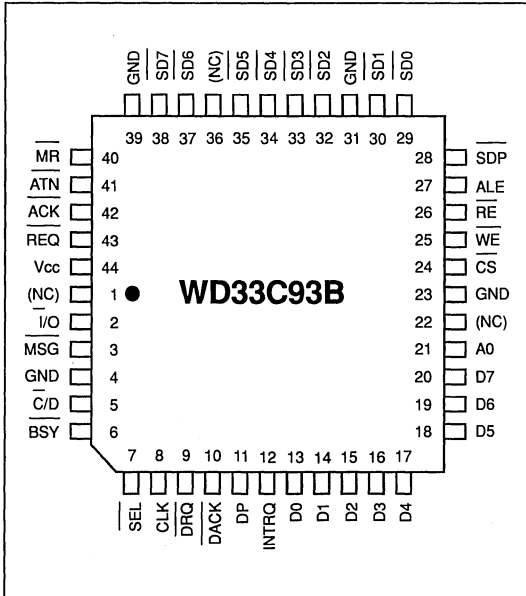 GND SD7 SD6 (NC) SD5 SD4 SD3 SD2 GND SD1 SD0
39 38 37 36 35 34 33 32 31 30 29
MR 40
ATN 41
ACK 42
REQ 43
Vcc 44
(NC) 1
I/O 2
MSG 3
GND 4
C/D 5
BSY 6
WD33C93B
28 SDP
27 ALE
26 RE
25 WE
24 CS
23 GND
22 (NC)
21 A0
20 D7
19 D6
18 D5
7 8 9 10 11 12 13 14 15 16 17
SEL CLK DRQ DACK DP INTRQ D0 D1 D2 D3 D4